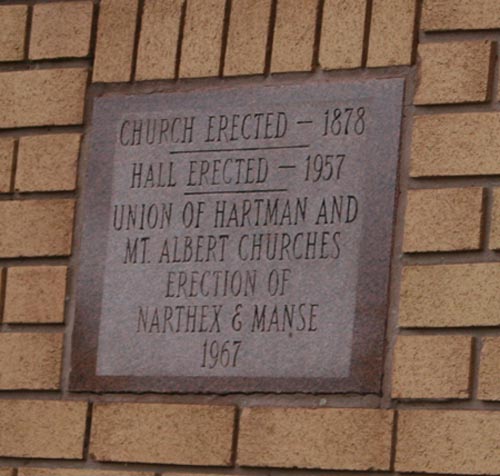 CHURCH ERECTED - 1878
HALL ERECTED - 1957
UNION OF HARTMAN AND
MT. ALBERT CHURCHES
ERECTION OF
NARTHEX & MANSE
1967